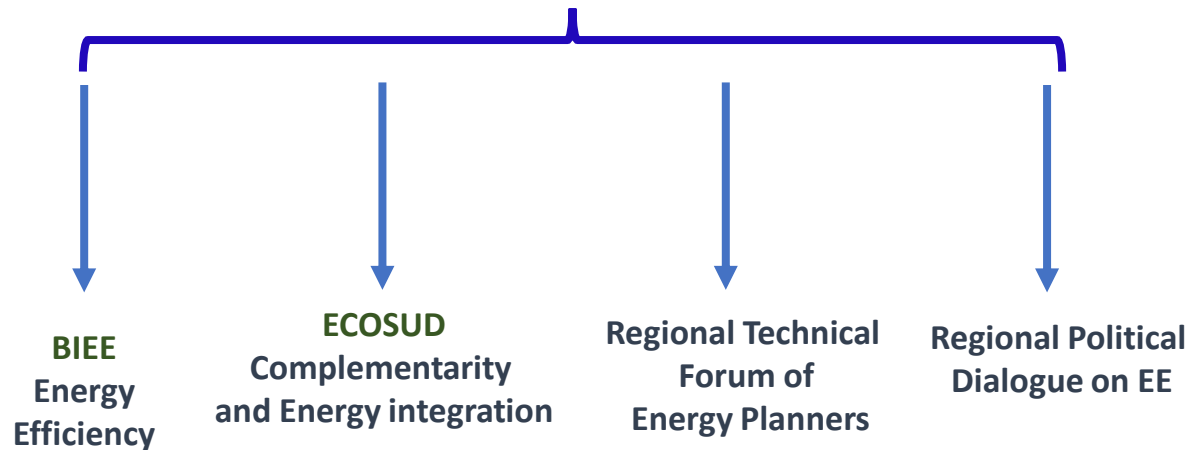 BIEE
Energy
Efficiency
ECOSUD
Complementarity
and Energy integration
Regional Technical
Forum of
Energy Planners
Regional Political
Dialogue on EE